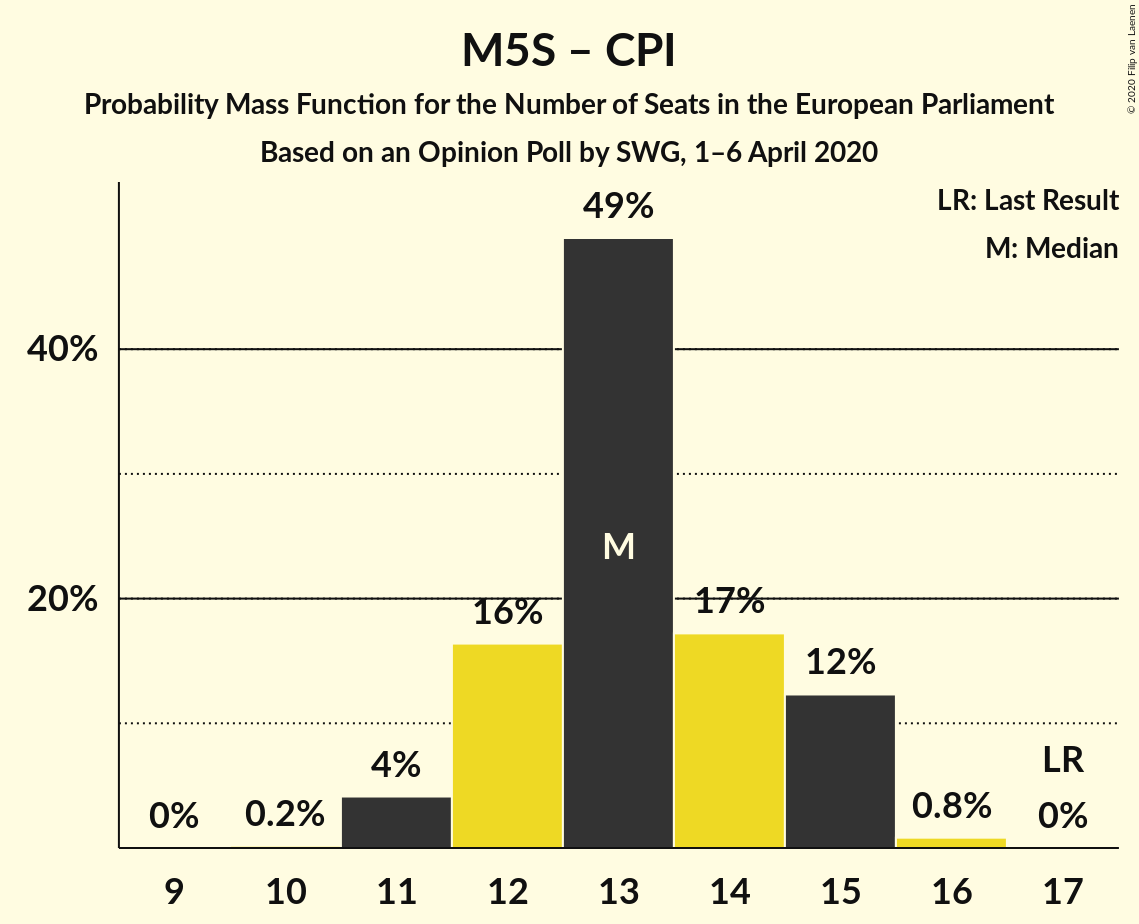 M5S – CPI
Probability Mass Function for the Number of Seats in the European Parliament
Based on an Opinion Poll by SWG, 1–6 April 2020
© 2020 Filip van Laenen
LR: Last Result
M: Median
40%
20%
0%
0.2%
4%
16%
49%
M
17%
12%
0.8%
LR
0%
9 10 11 12 13 14 15 16 17